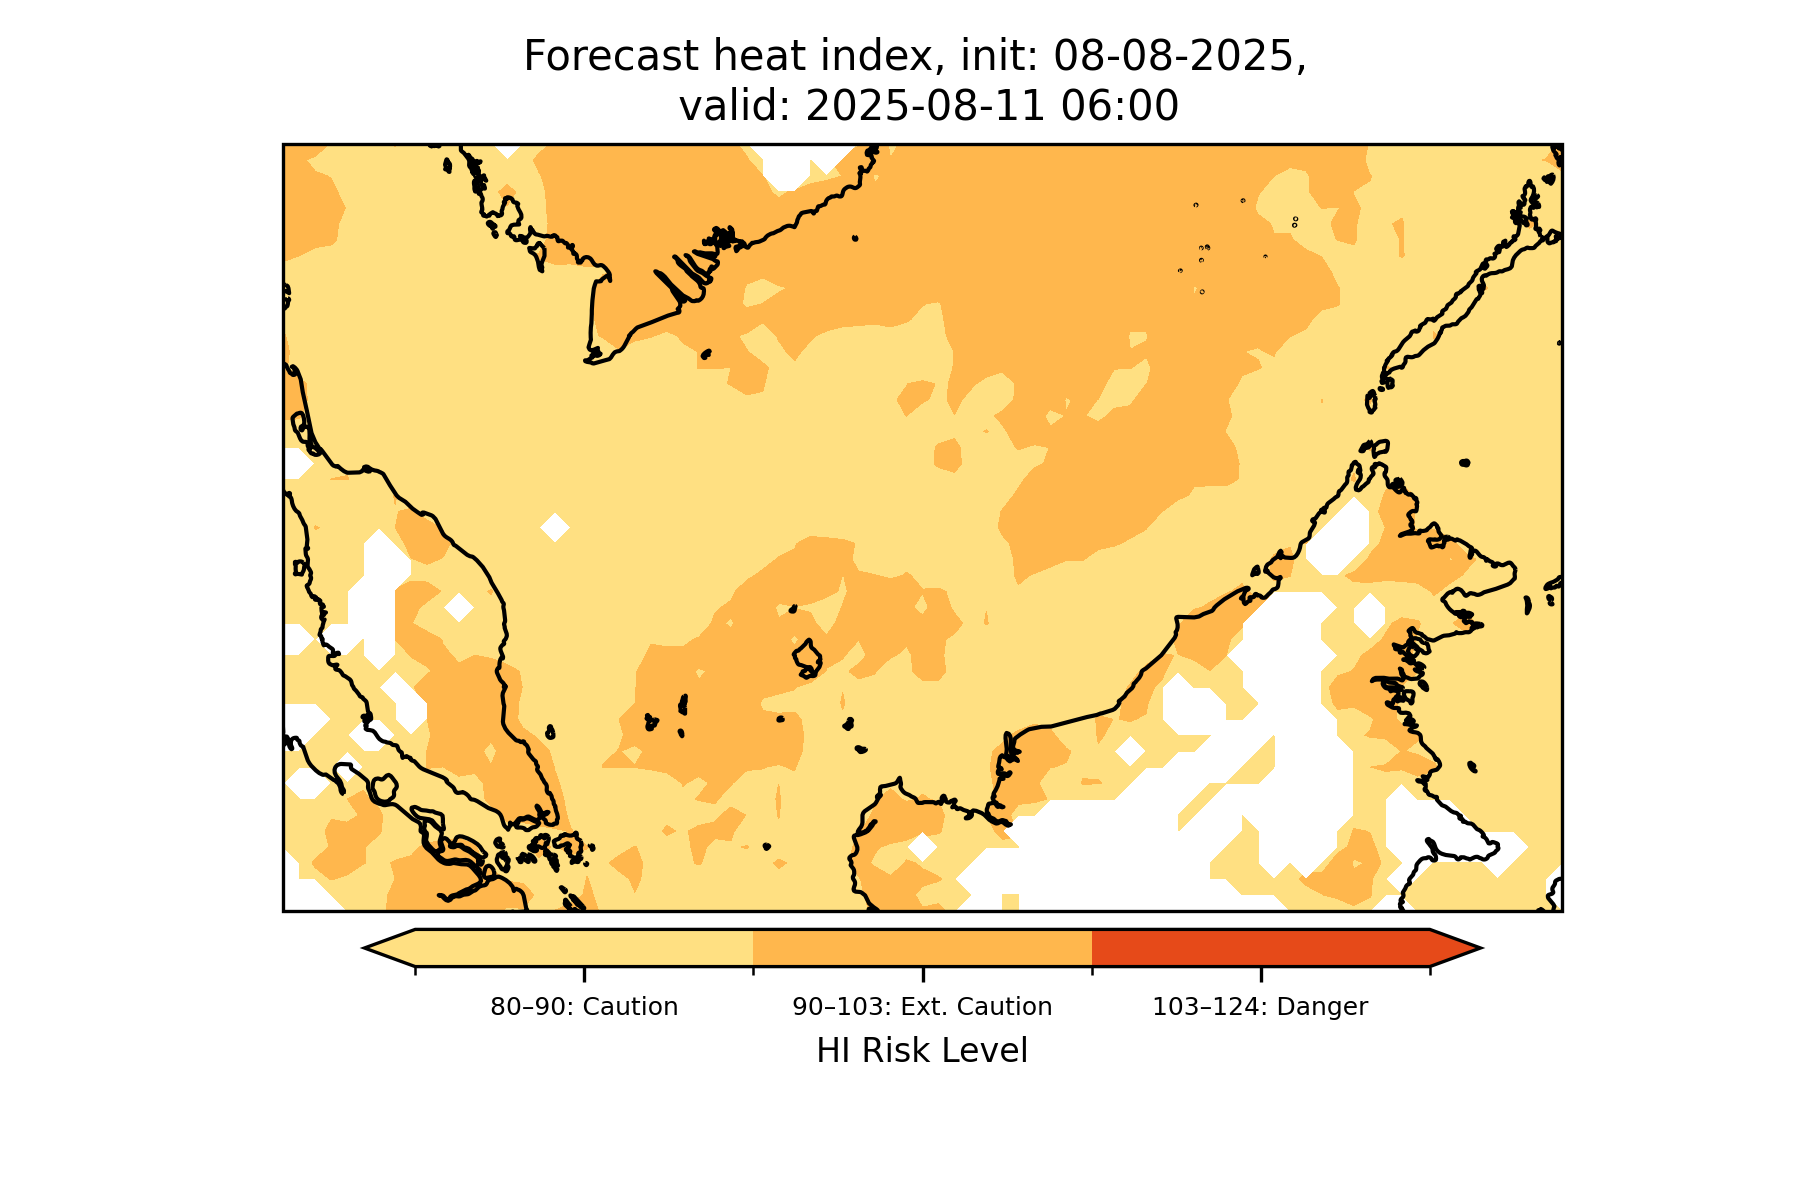 Forecast heat index, init: 08-08-2025,
valid: 2025-08-11 06:00
80–90: Caution
90–103: Ext. Caution
103–124: Danger
HI Risk Level